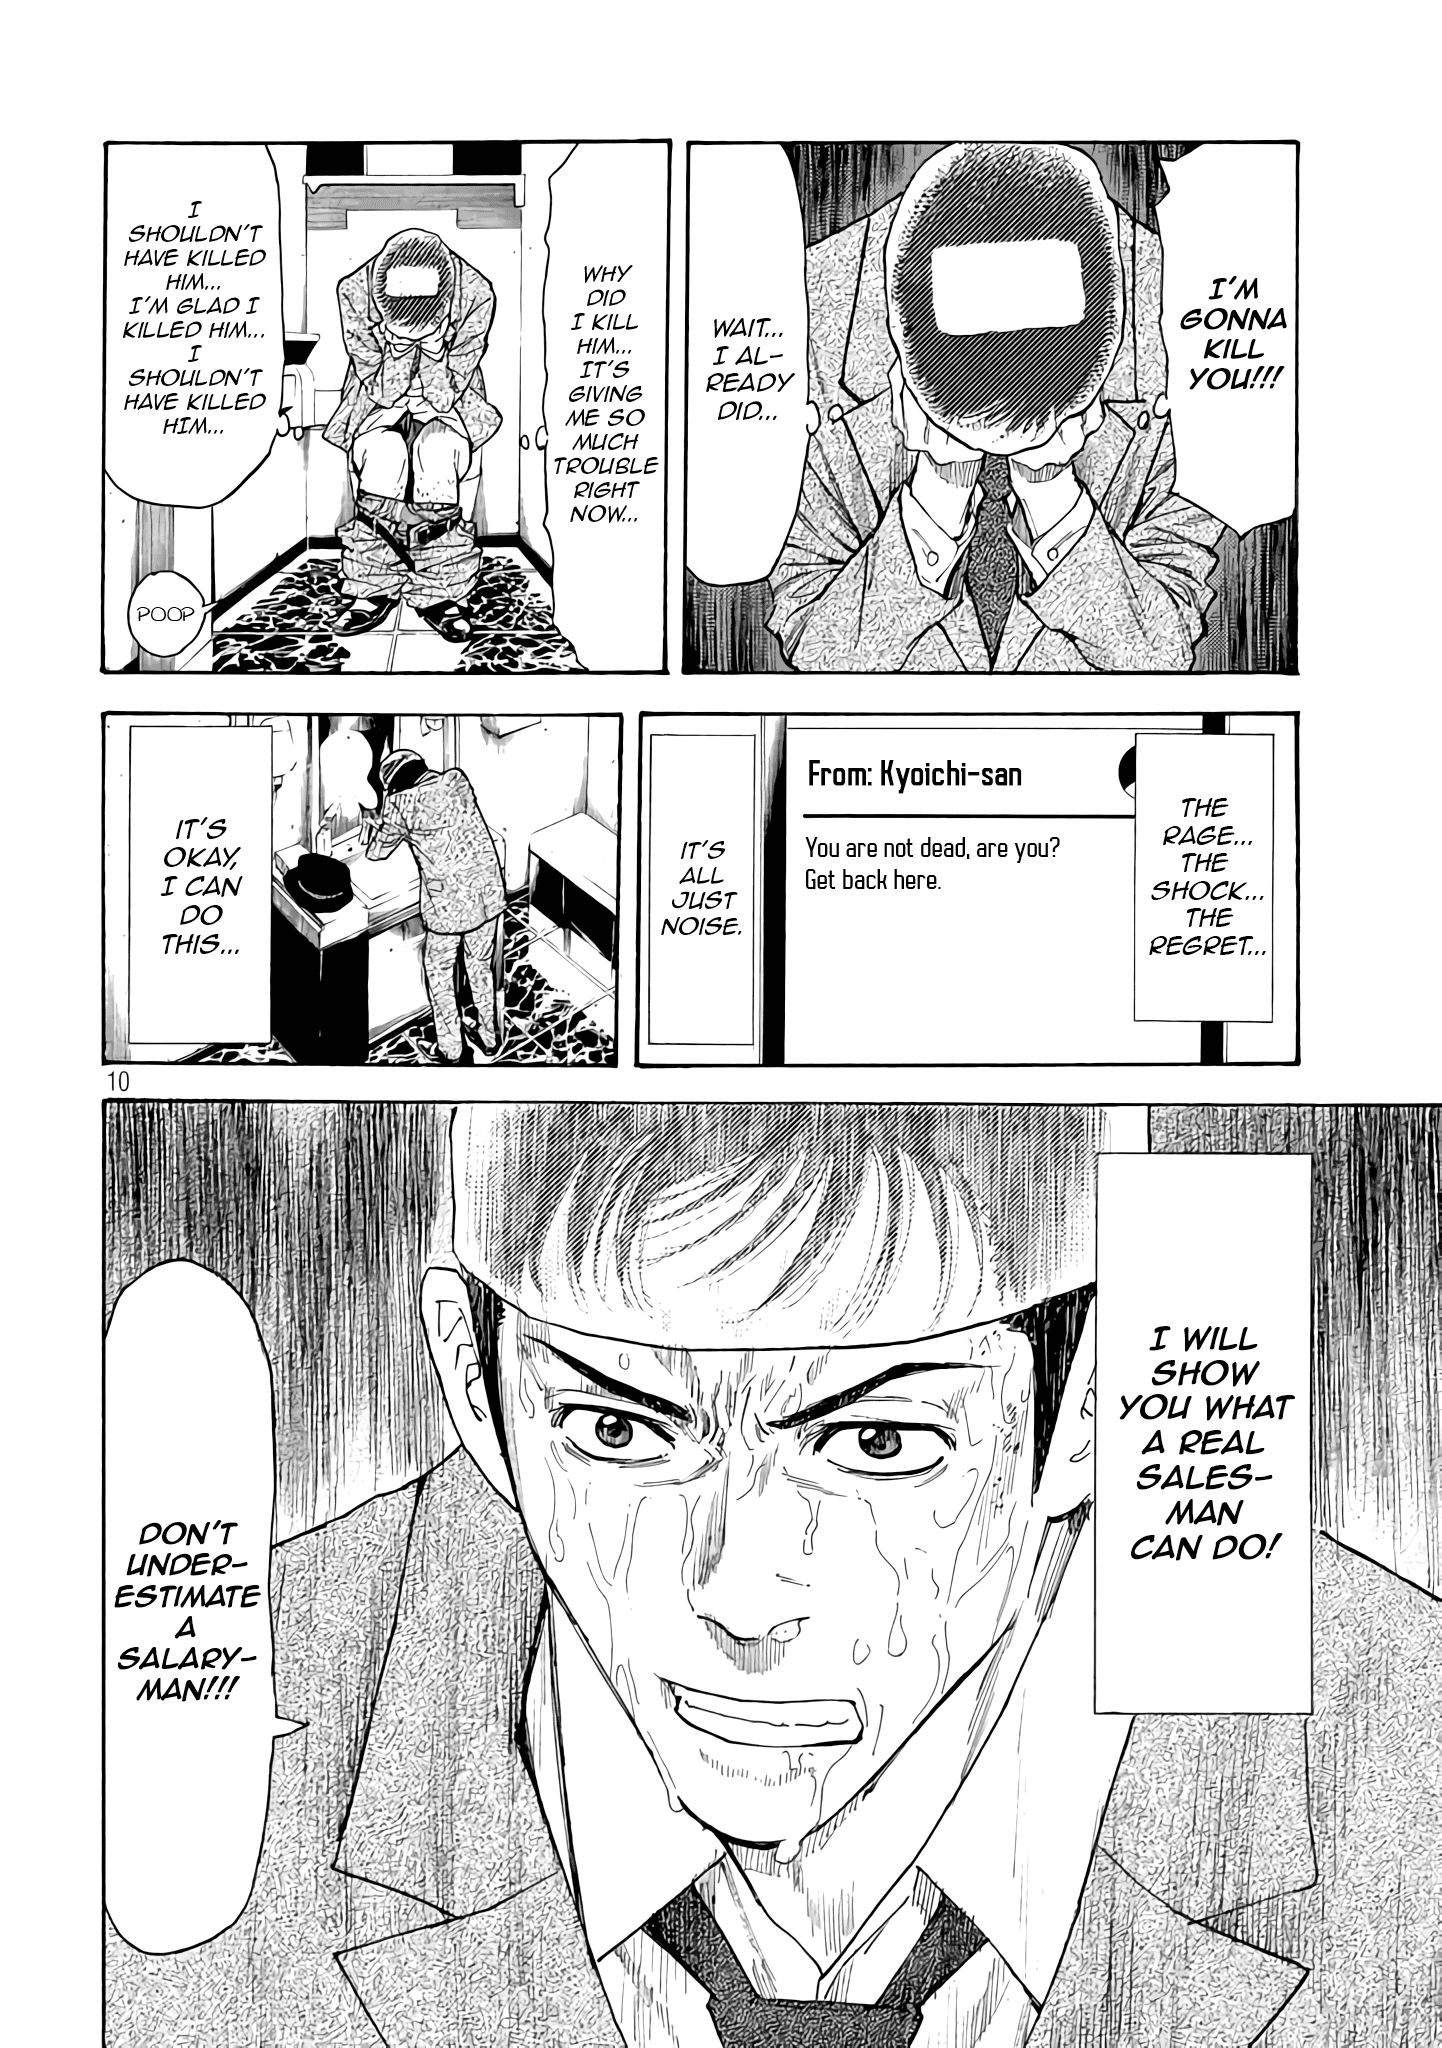 I'M
GONNA
KILL
YOU!!!
WAIT...
I AL-
READY
DID...
WHY
DID
I KILL
HIM...
IT'S
GIVING
ME SO
MUCH
TROUBLE
RIGHT
NOW...
I
SHOULDN'T
HAVE KILLED
HIM...
I'M GLAD I
KILLED HIM...
I
SHOULDN'T
HAVE KILLED
HIM...
POOP
THE
RAGE...
THE
SHOCK...
THE
REGRET...
From: Kyoichi-san
You are not dead, are you?
Get back here.
IT'S
ALL
JUST
NOISE.
IT'S
OKAY,
I CAN
DO
THIS...
10
I WILL
SHOW
YOU WHAT
A REAL
SALES-
MAN
CAN DO!
DON'T
UNDER-
ESTIMATE
A
SALARY-
MAN!!!